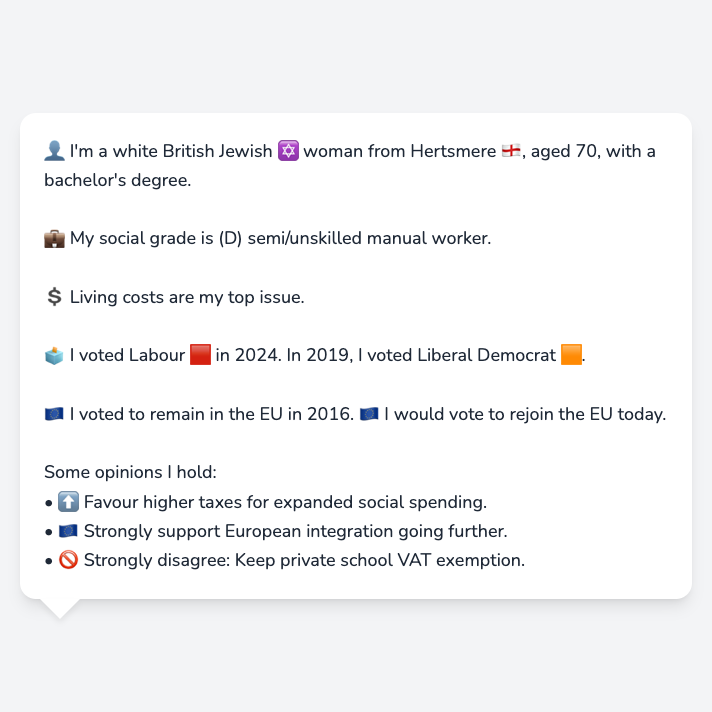 👤 I'm a white British Jewish ✡️ woman from Hertsmere 🏴󠁧󠁢󠁥󠁮󠁧󠁿, aged 70, with a
bachelor's degree.
💼 My social grade is (D) semi/unskilled manual worker.
💲 Living costs are my top issue.
🗳️ I voted Labour 🟥 in 2024. In 2019, I voted Liberal Democrat 🟧.
🇪🇺 I voted to remain in the EU in 2016. 🇪🇺 I would vote to rejoin the EU today.
Some opinions I hold:
• ⬆️ Favour higher taxes for expanded social spending.
• 🇪🇺 Strongly support European integration going further.
• 🚫 Strongly disagree: Keep private school VAT exemption.